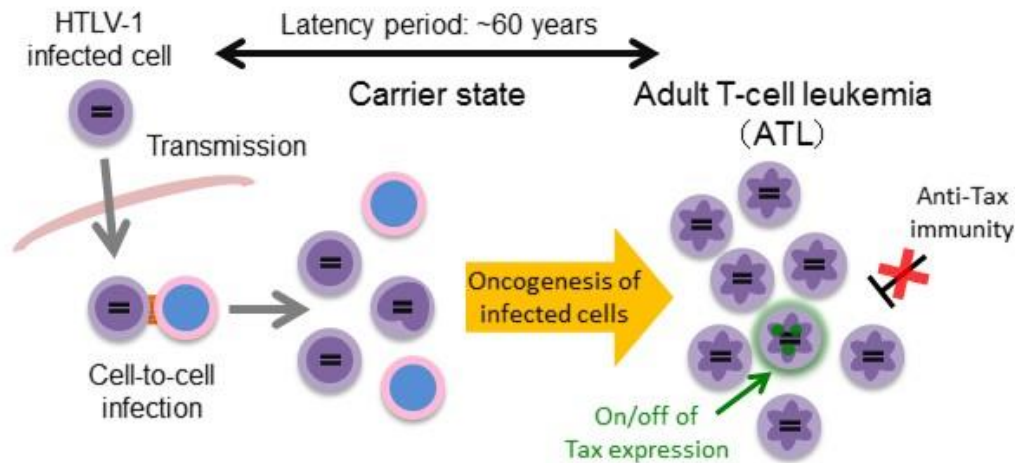 HTLV-1
infected cell
Latency period: ~60 years
Carrier state
Adult T-cell leukemia
(ATL)
Transmission
Anti-Tax
immunity
Oncogenesis of
infected cells
Cell-to-cell
infection
On/off of
Tax expression